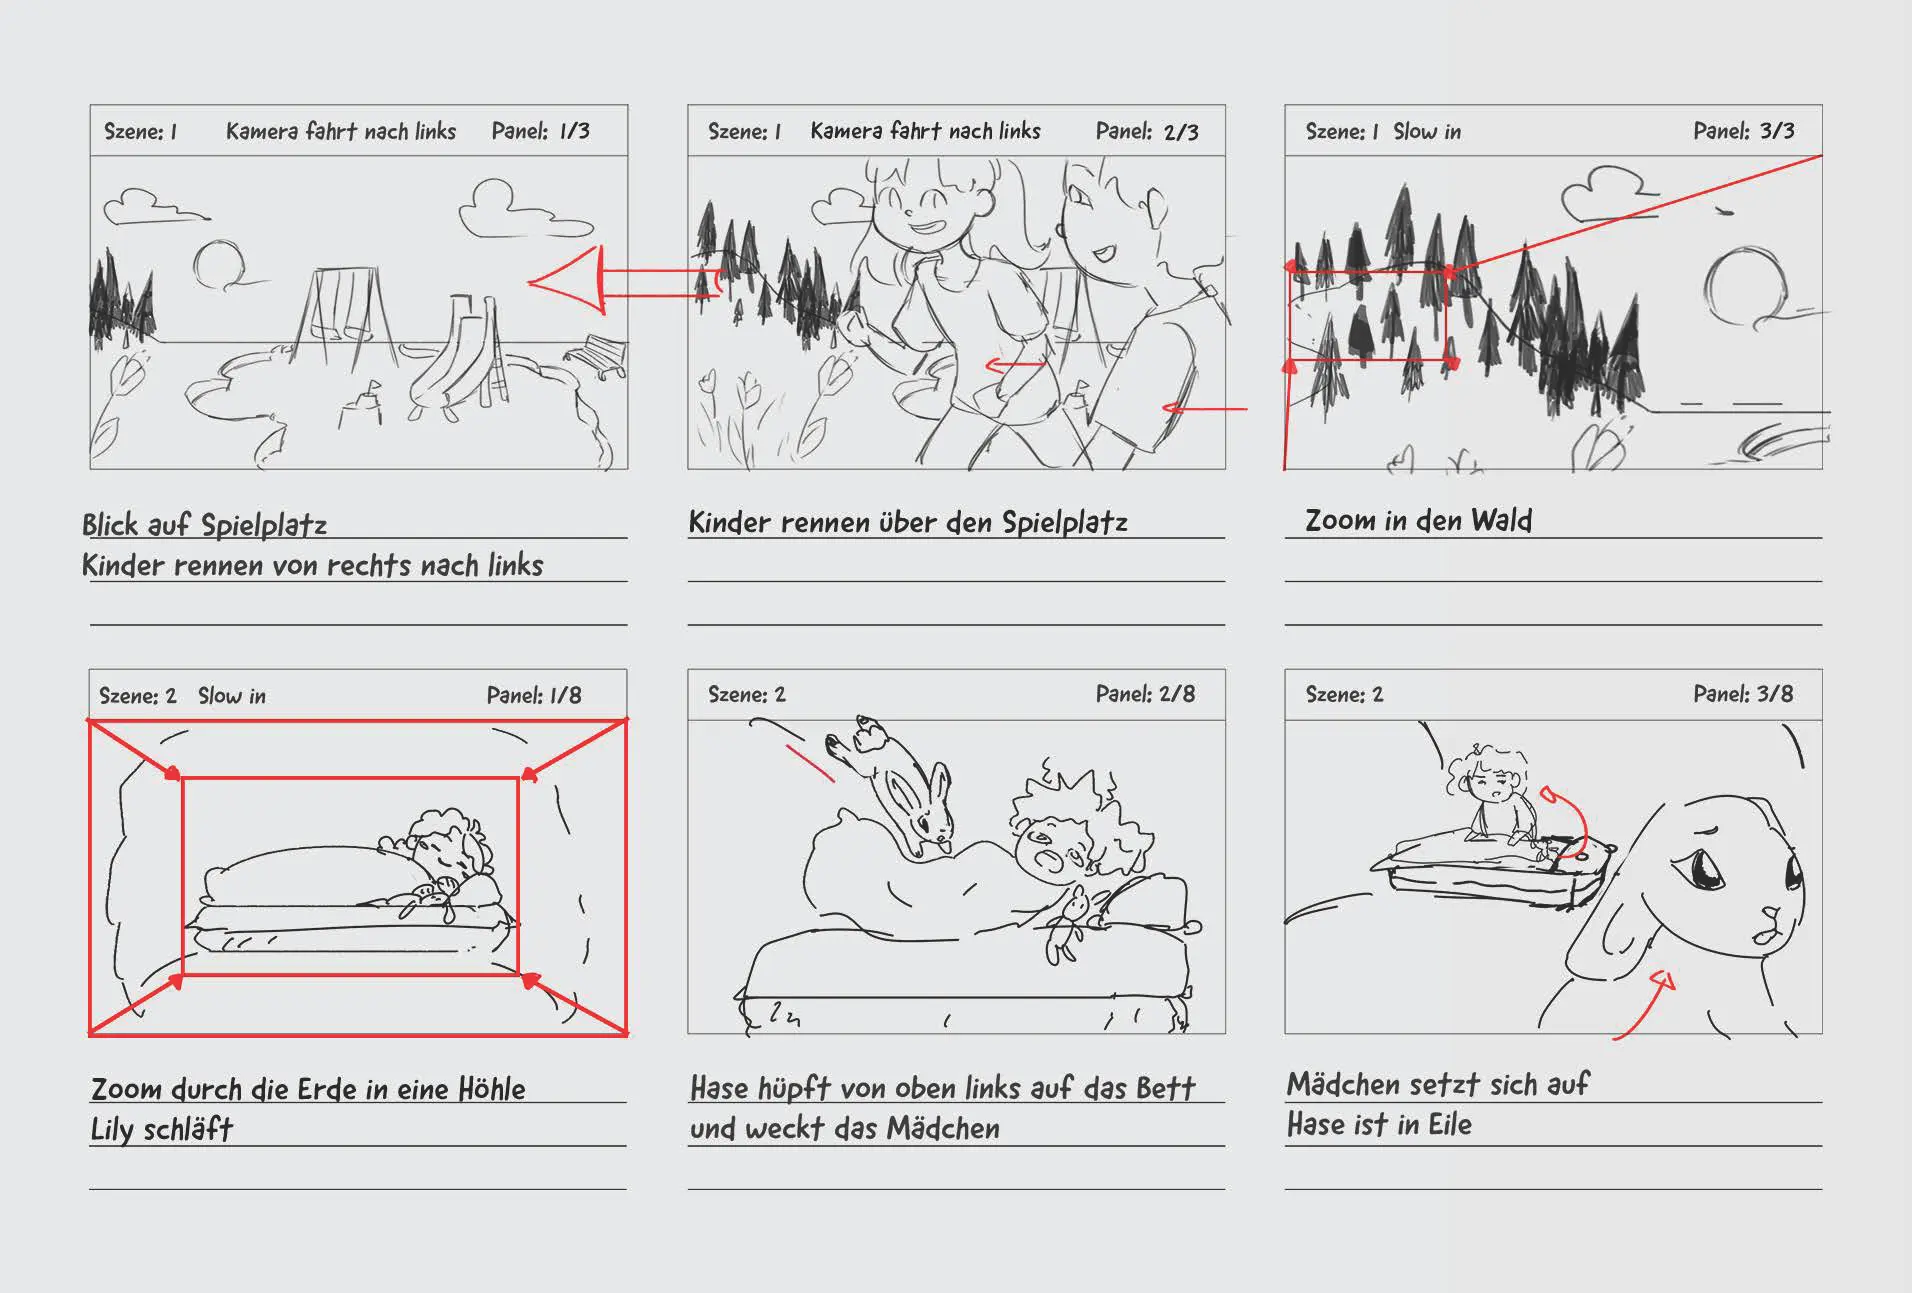 Szene: 1 Kamera fahrt nach links Panel: 1/3
Blick auf Spielplatz
Kinder rennen von rechts nach links
Szene: 1 Kamera fahrt nach links Panel: 2/3
Kinder rennen über den Spielplatz
Szene: 1 Slow in Panel: 3/3
Zoom in den Wald
Szene: 2 Slow in Panel: 1/8
Zoom durch die Erde in eine Höhle
Lily schläft
Szene: 2 Panel: 2/8
Hase hüpft von oben links auf das Bett
und weckt das Mädchen
Szene: 2 Panel: 3/8
Mädchen setzt sich auf
Hase ist in Eile